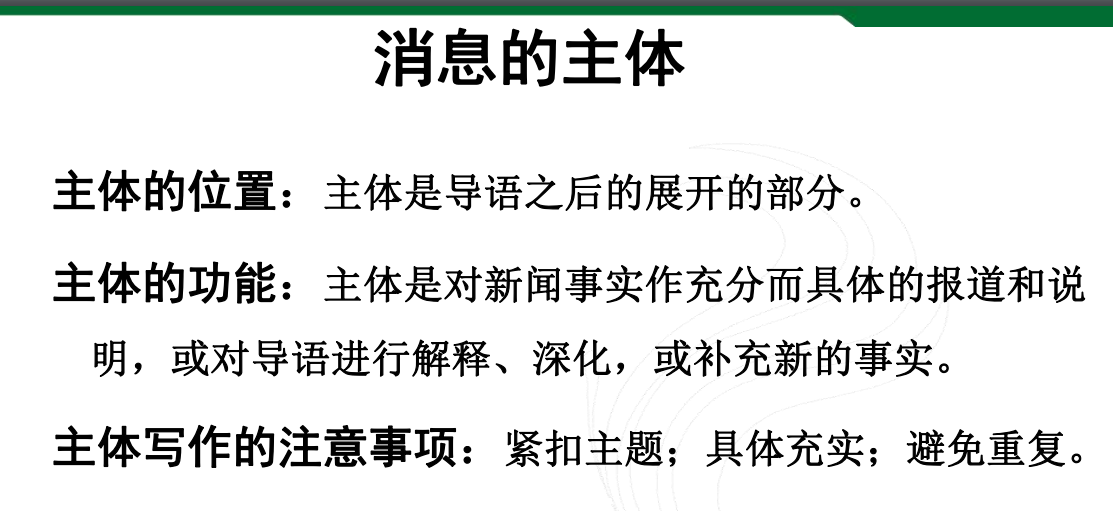 消息的主体
主体的位置：主体是导语之后的展开的部分。
主体的功能：主体是对新闻事实作充分而具体的报道和说
明，或对导语进行解释、深化，或补充新的事实。
主体写作的注意事项：紧扣主题；具体充实；避免重复。